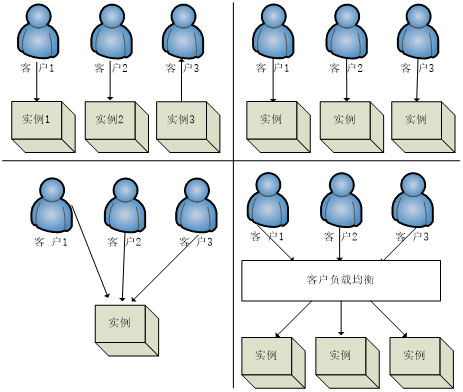 客 户1 客 户2 客 户3
实例1 实例2 实例3
客 户1 客 户2 客 户3
实例 实例 实例
客 户1 客 户2 客 户3
实例
客 户1 客 户2 客 户3
客户负载均衡
实例 实例 实例